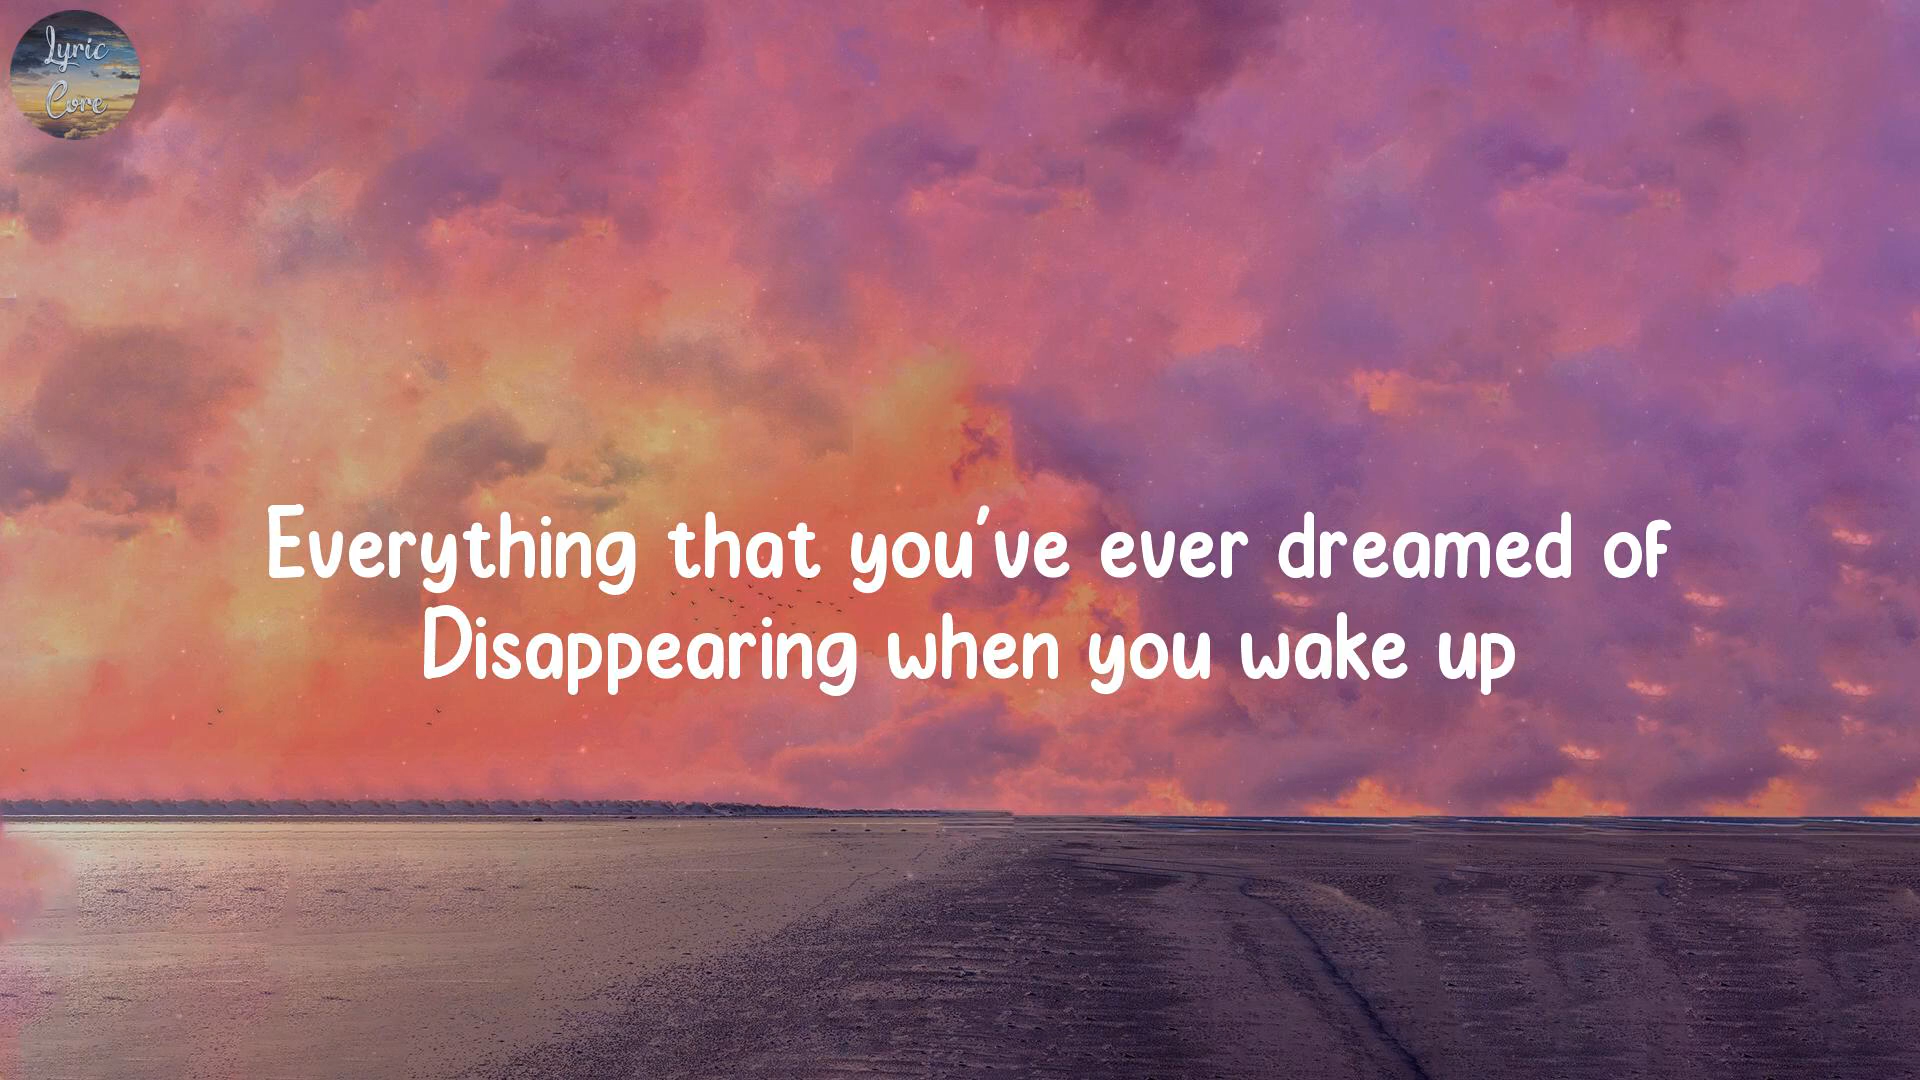 Lyric
Core
Everything that you've ever dreamed of
Disappearing when you wake up